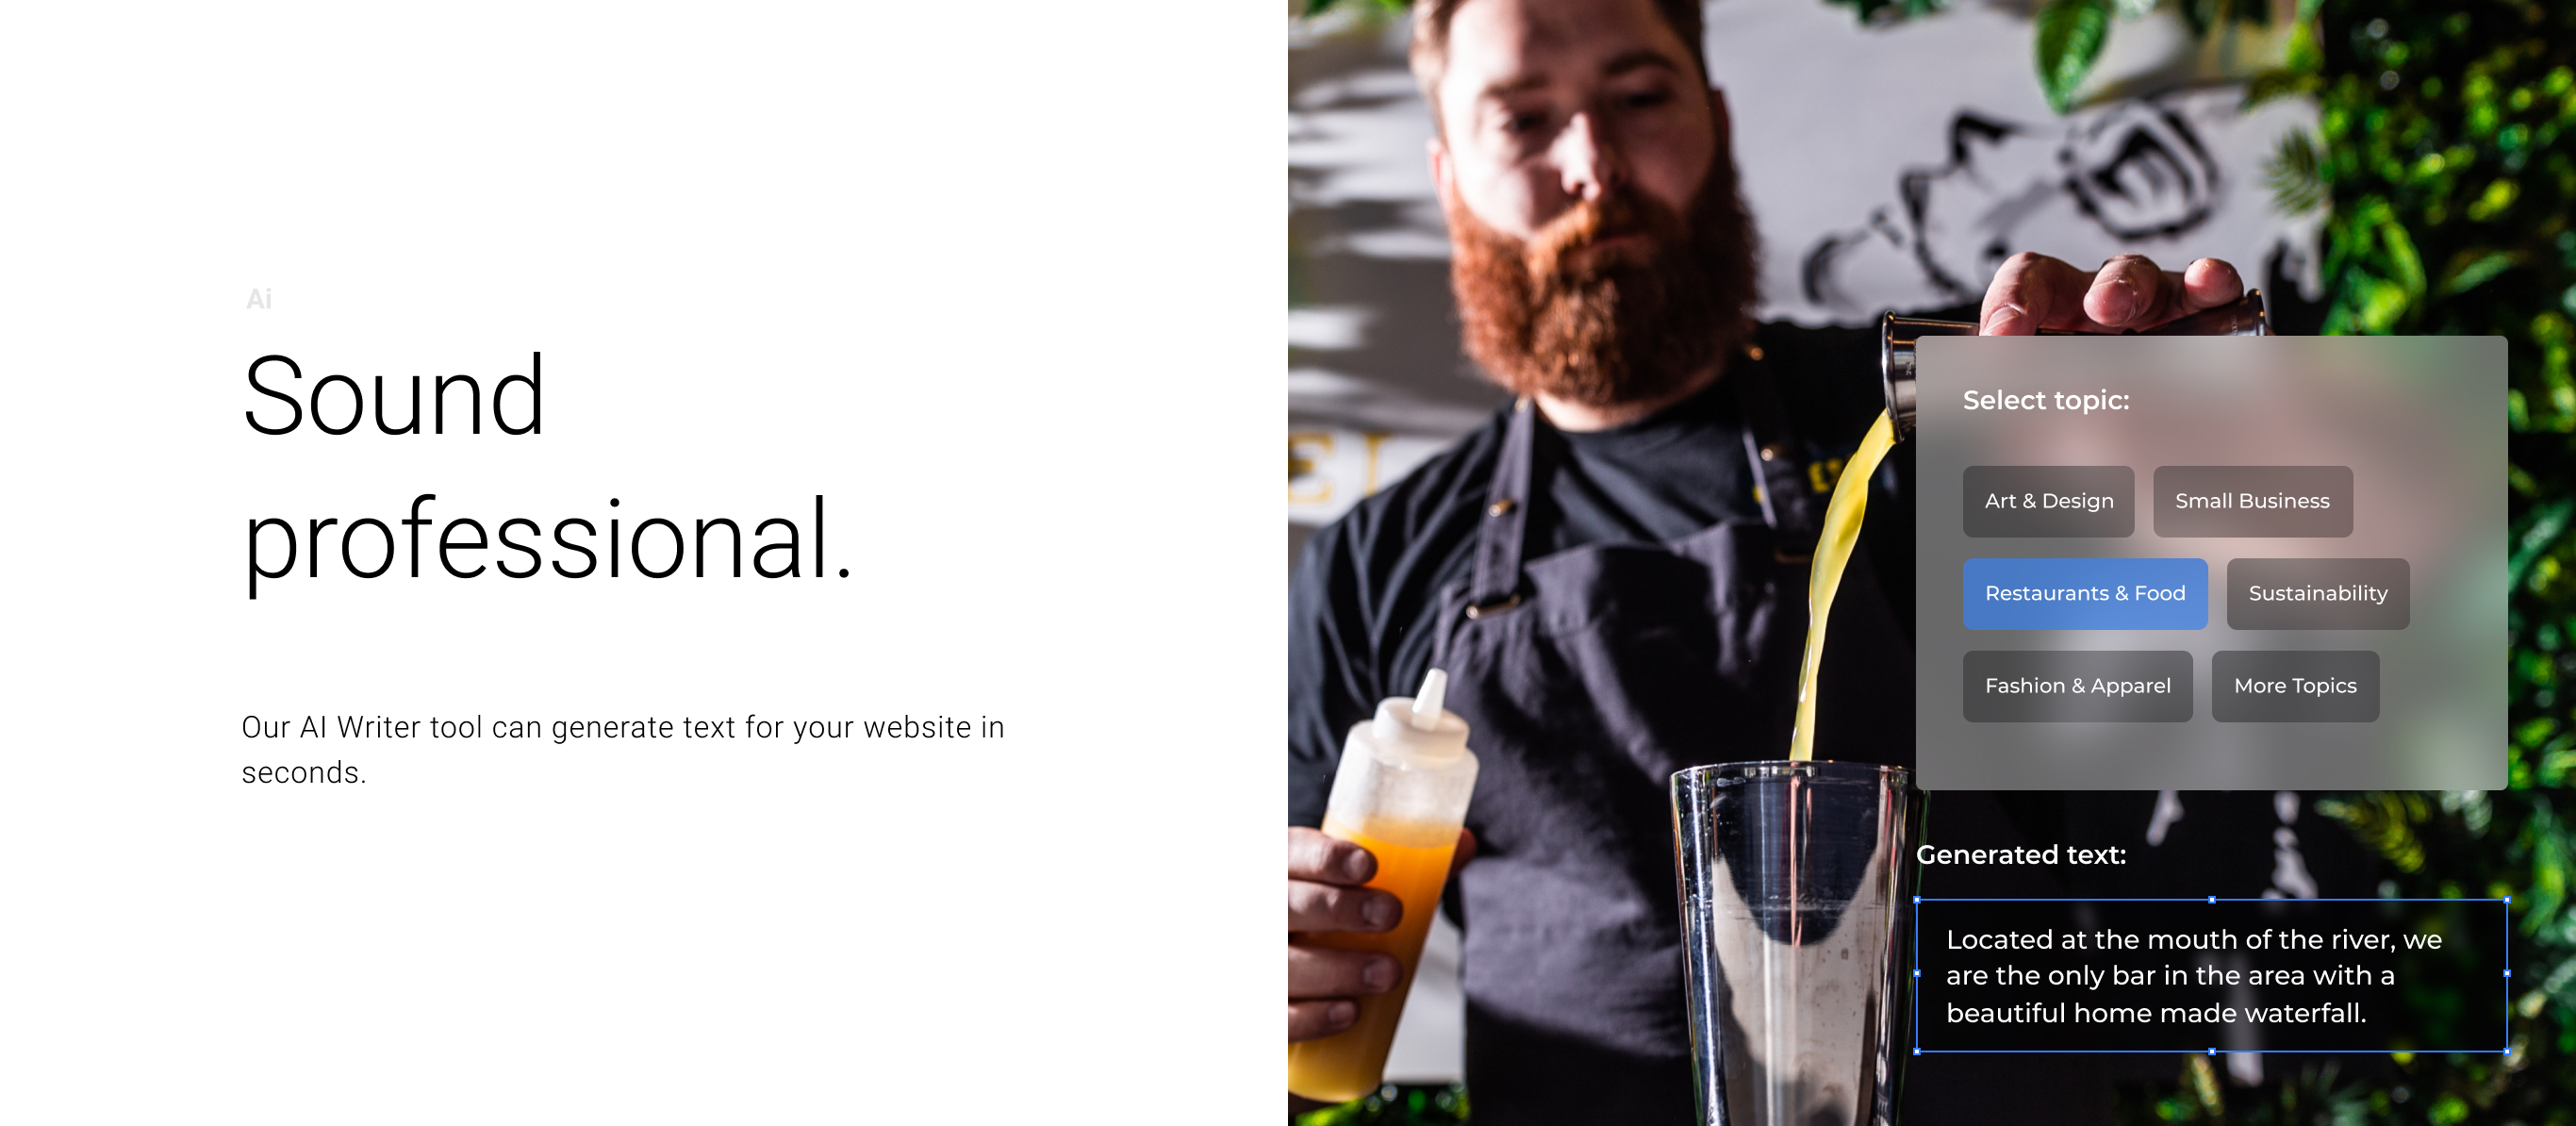 Ai
Sound
professional.
Our AI Writer tool can generate text for your website in
seconds.
Select topic:
Art & Design
Small Business
Restaurants & Food
Sustainability
Fashion & Apparel
More Topics
Generated text:
Located at the mouth of the river, we
are the only bar in the area with a
beautiful home made waterfall.